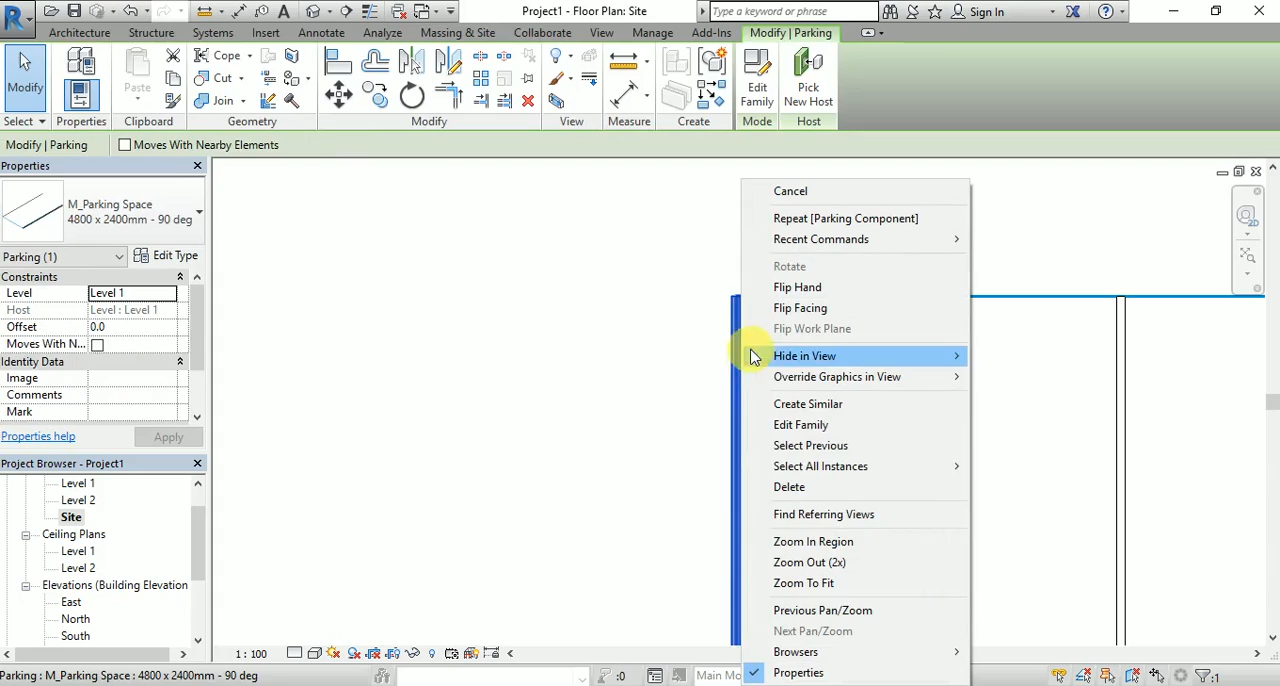 Project1 - Floor Plan: Site
Type a keyword or phrase
Sign In
Architecture Structure Systems Insert Annotate Analyze Massing & Site Collaborate View Manage Add-Ins Modify | Parking
Modify
Paste
Cope
Cut
Join
Edit Family
Pick New Host
Select Properties Clipboard Geometry Modify View Measure Create Mode Host
Modify | Parking
Moves With Nearby Elements
Properties
M_Parking Space
4800 x 2400mm - 90 deg
Parking (1)
Edit Type
Constraints
Level Level 1
Host Level : Level 1
Offset 0.0
Moves With N...
Identity Data
Image
Comments
Mark
Properties help
Apply
Project Browser - Project1
Level 1
Level 2
Site
Ceiling Plans
Level 1
Level 2
Elevations (Building Elevation
East
North
South
Cancel
Repeat [Parking Component]
Recent Commands
Rotate
Flip Hand
Flip Facing
Flip Work Plane
Hide in View
Override Graphics in View
Create Similar
Edit Family
Select Previous
Select All Instances
Delete
Find Referring Views
Zoom In Region
Zoom Out (2x)
Zoom To Fit
Previous Pan/Zoom
Next Pan/Zoom
Browsers
Properties
2D
1 : 100
Parking : M_Parking Space : 4800 x 2400mm - 90 deg
:0
Main Mo
:1